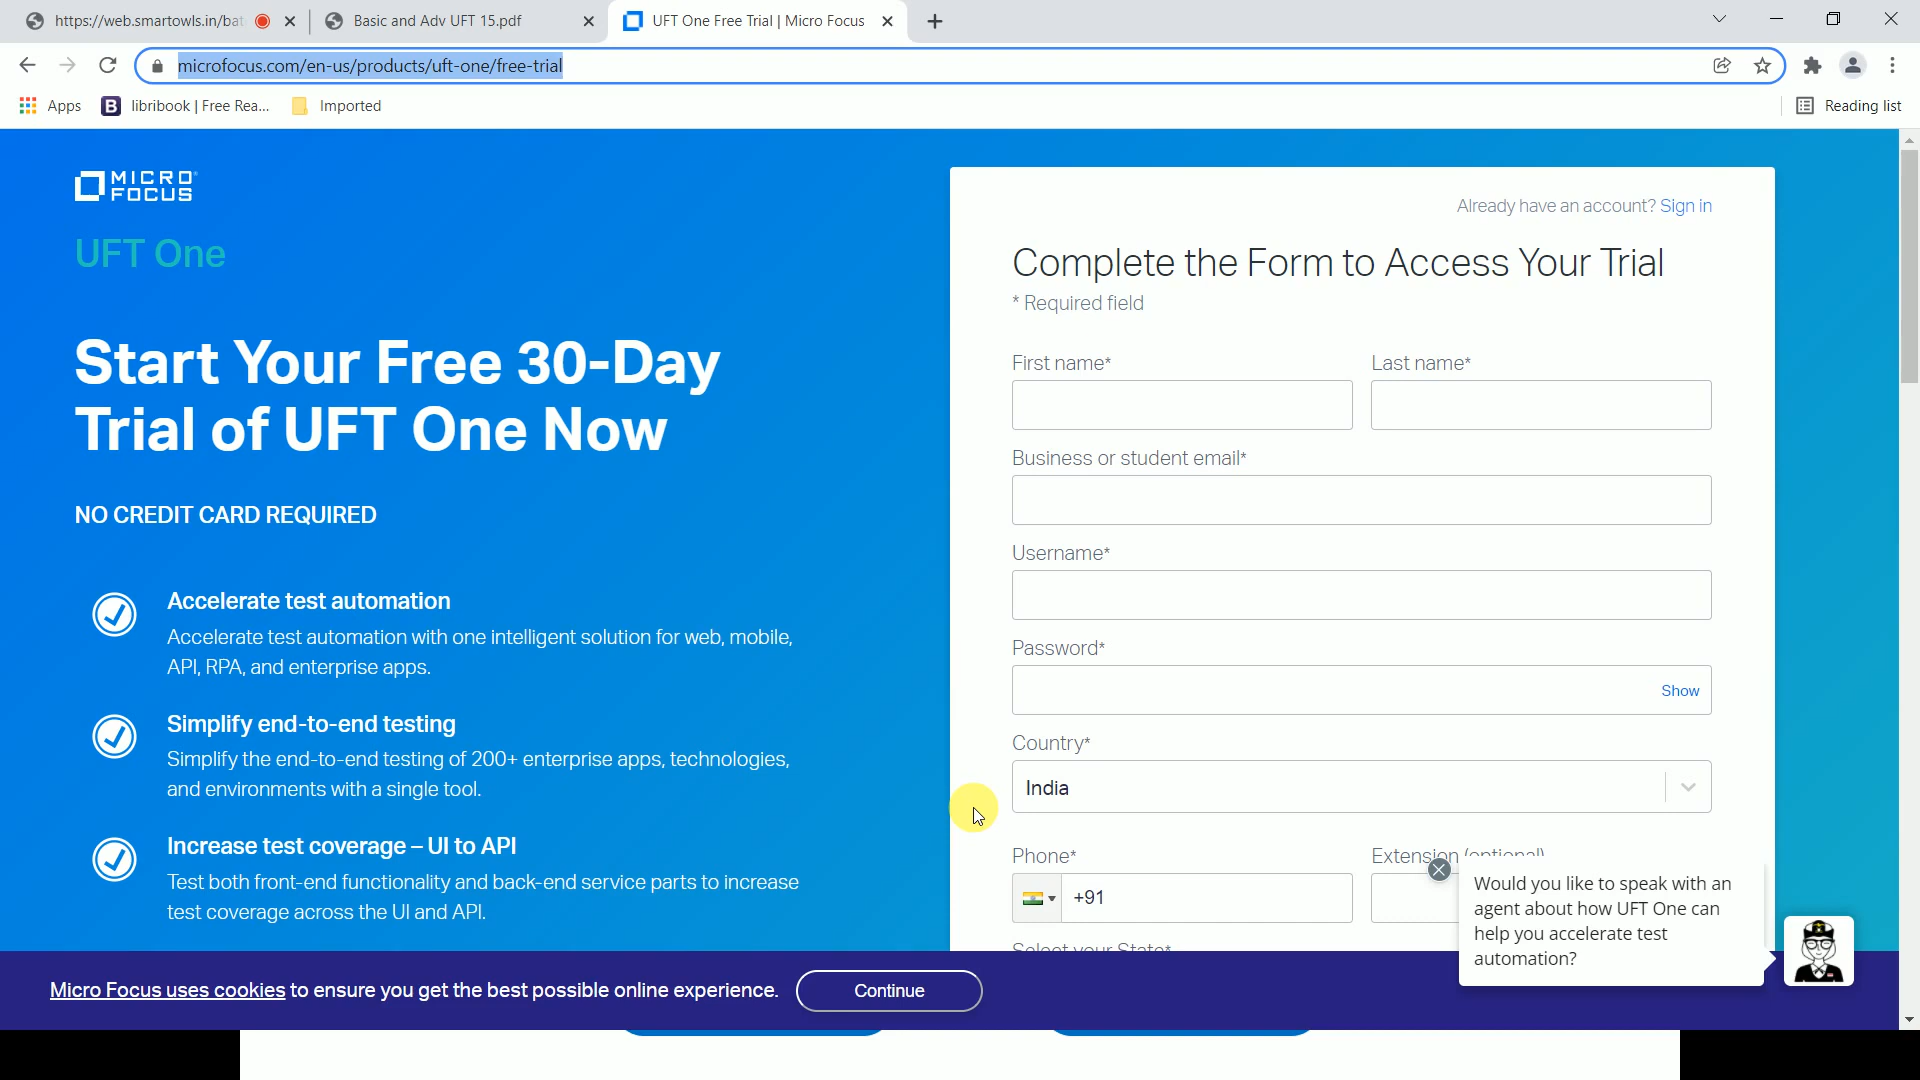 https://web.smartowls.in/bat
Basic and Adv UFT 15.pdf
UFT One Free Trial | Micro Focus
microfocus.com/en-us/products/uft-one/free-trial
Apps
B
libribook | Free Rea...
Imported
Reading list
MICRO
FOCUS
UFT One
Start Your Free 30-Day
Trial of UFT One Now
NO CREDIT CARD REQUIRED
Accelerate test automation
Accelerate test automation with one intelligent solution for web, mobile,
API, RPA, and enterprise apps.
Simplify end-to-end testing
Simplify the end-to-end testing of 200+ enterprise apps, technologies,
and environments with a single tool.
Increase test coverage – UI to API
Test both front-end functionality and back-end service parts to increase
test coverage across the UI and API.
Already have an account? Sign in
Complete the Form to Access Your Trial
* Required field
First name*
Last name*
Business or student email*
Username*
Password*
Show
Country*
India
Phone*
Extension (optional)
+91
Select your State*
Would you like to speak with an
agent about how UFT One can
help you accelerate test
automation?
Micro Focus uses cookies to ensure you get the best possible online experience.
Continue